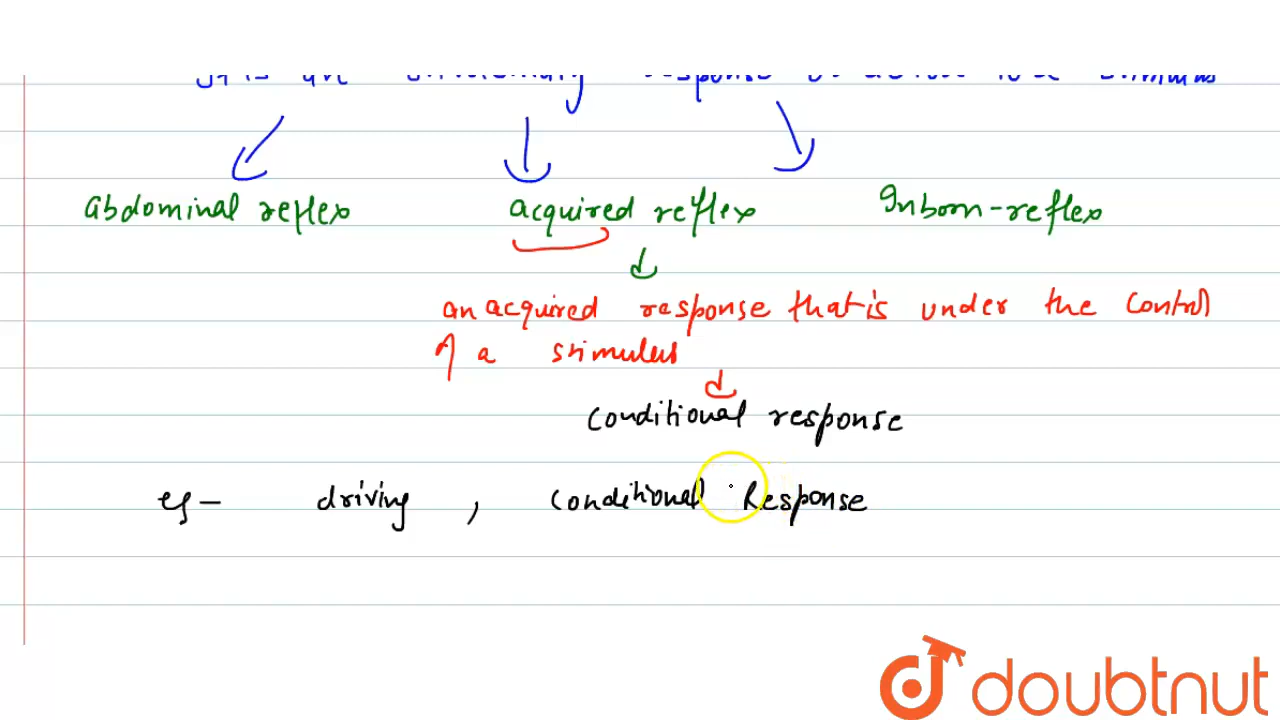 response
abdominal reflex acquired reflex Inborn-reflex
an acquired response that is under the control
of a stimulus
conditional response
eg- driving, conditional Response
doubtnut